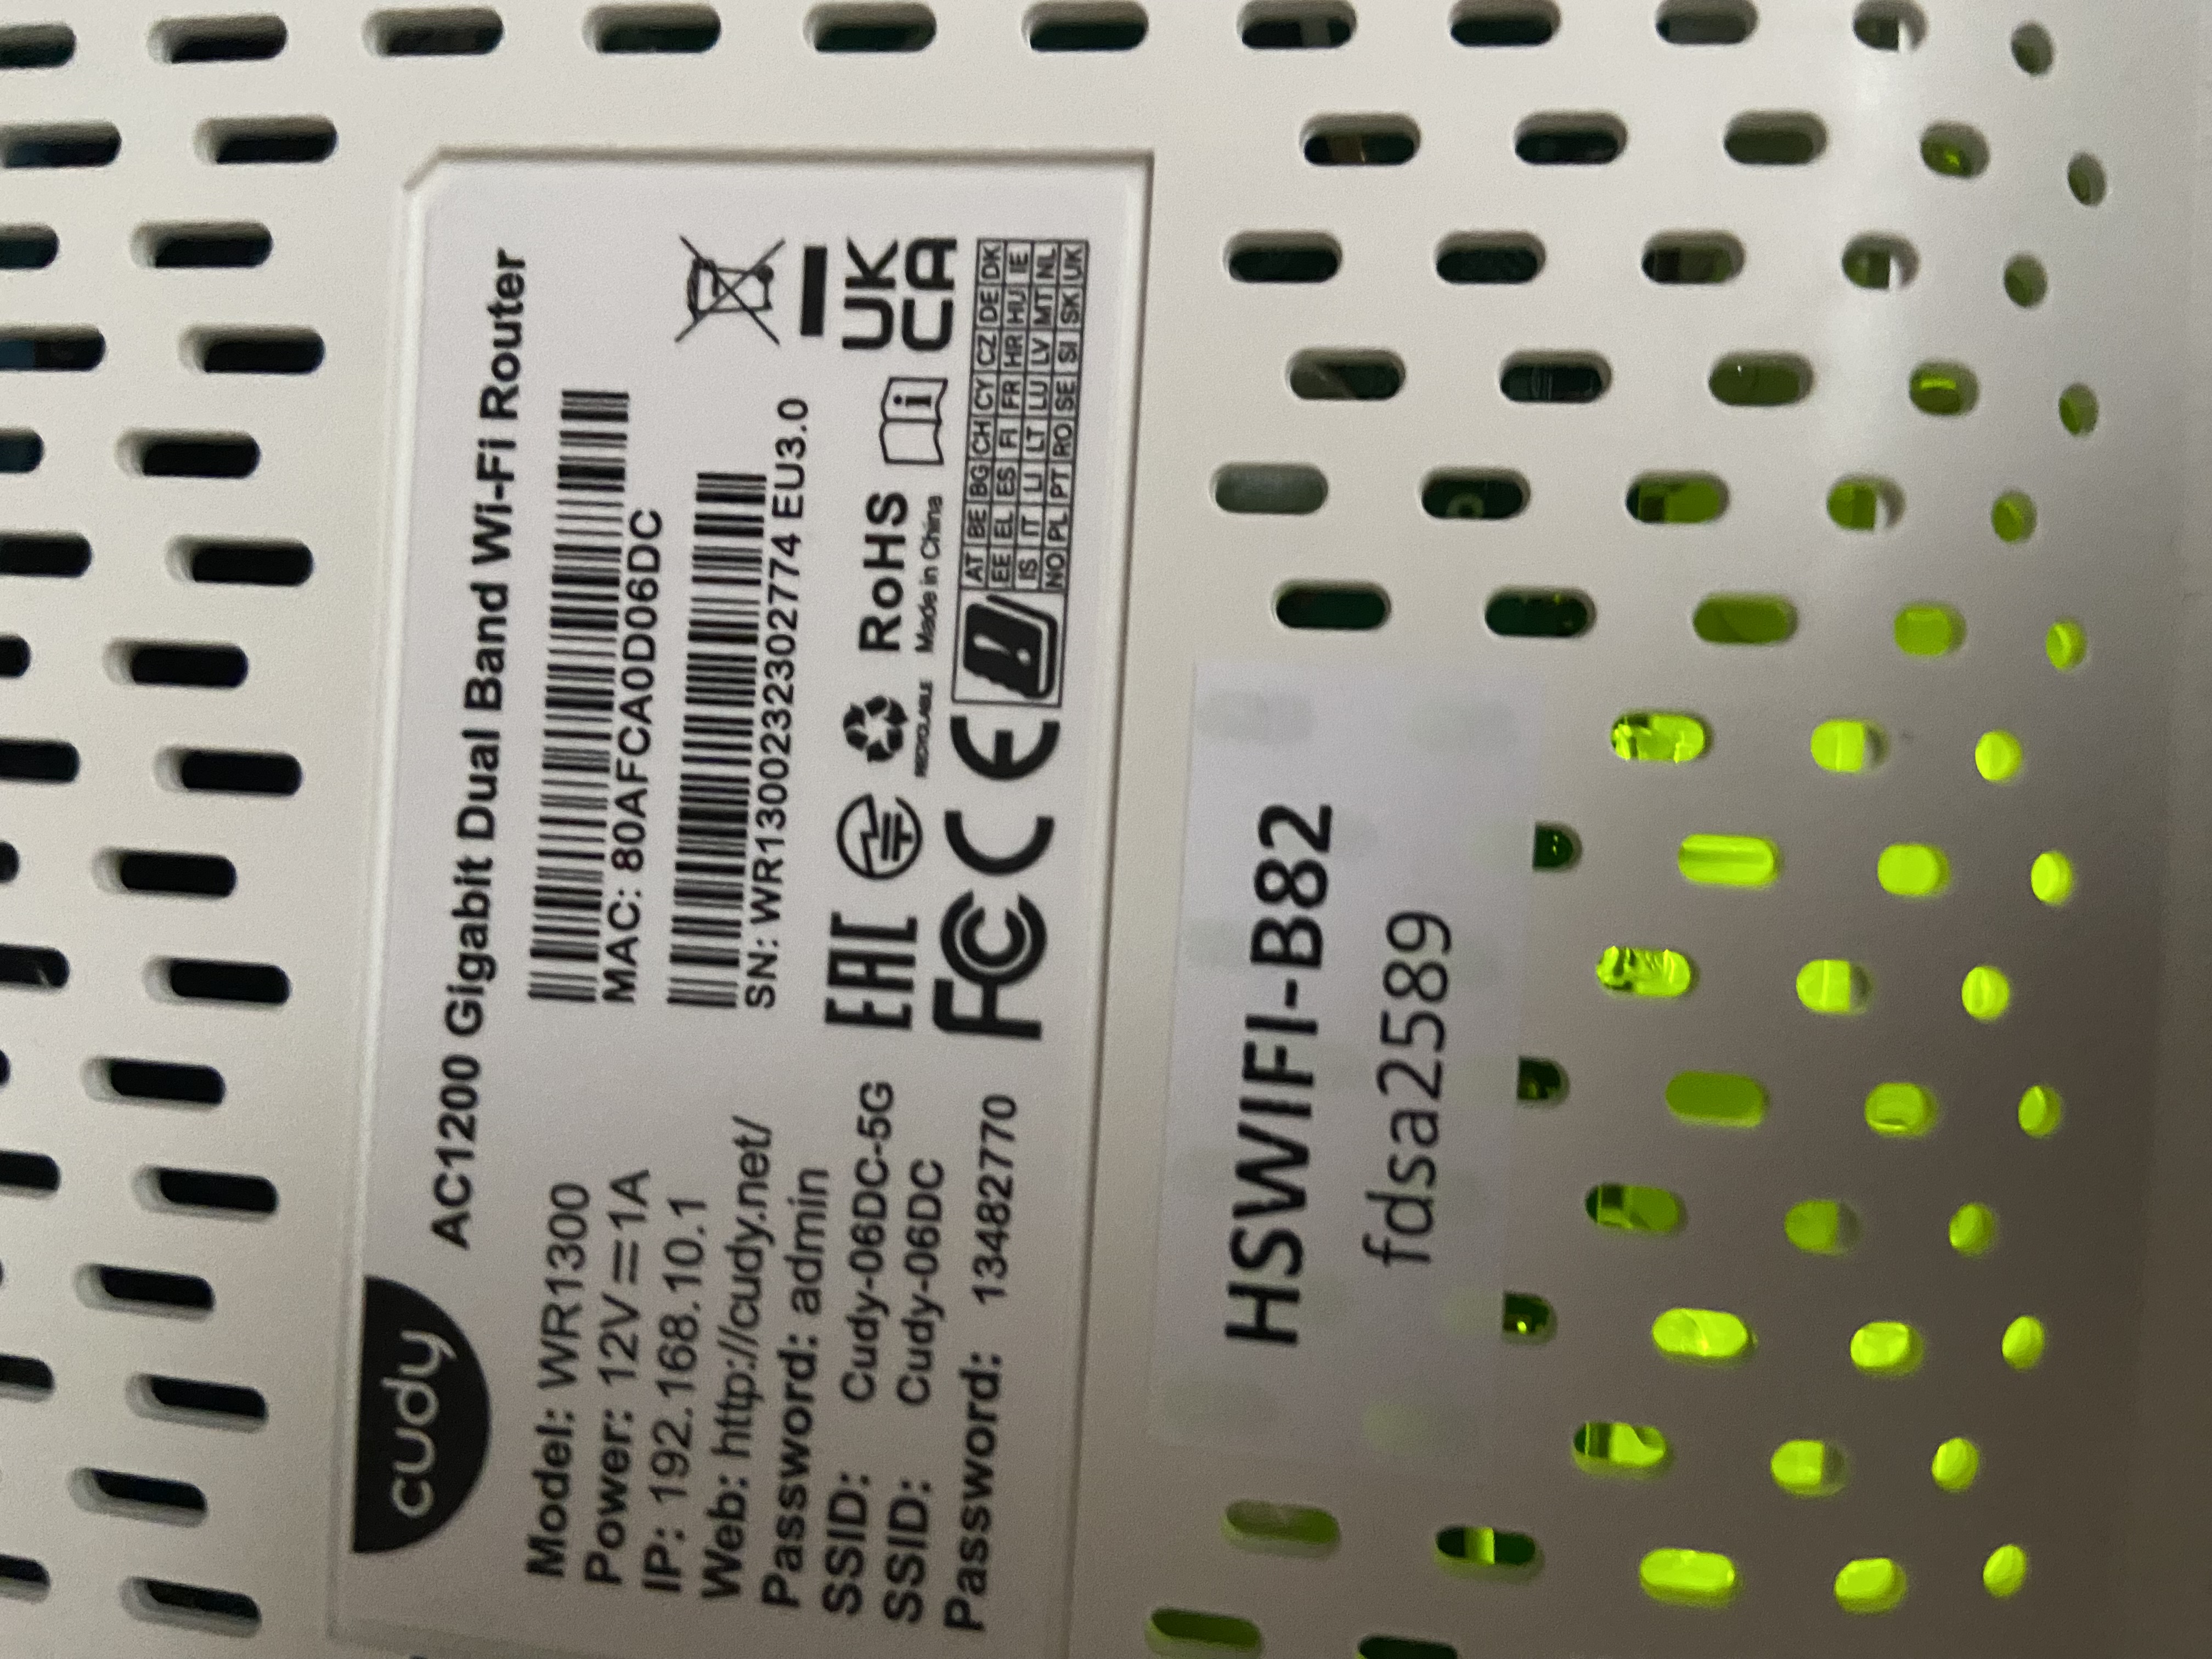 cudy
AC1200 Gigabit Dual Band Wi-Fi Router
Model: WR1300
Power: 12V⎓1A
IP: 192.168.10.1
Web: http://cudy.net/
Password: admin
SSID: Cudy-06DC-5G
SSID: Cudy-06DC
Password: 13482770
MAC: 80AFCA0D06DC
SN: WR1300232302774 EU3.0
EAC
RECYCLABLE
RoHS
Made in China
UK
CA
FC CE
AT BE BG CH CY CZ DE DK
EE EL ES FI FR HR HU IE
IS IT LI LT LU LV MT NL
NO PL PT RO SE SI SK UK
HSWIFI-B82
fdsa2589